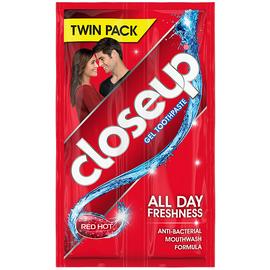 TWIN PACK
closeup
GEL TOOTHPASTE
RED HOT
ALL DAY
FRESHNESS
ANTI-BACTERIAL
MOUTHWASH
FORMULA